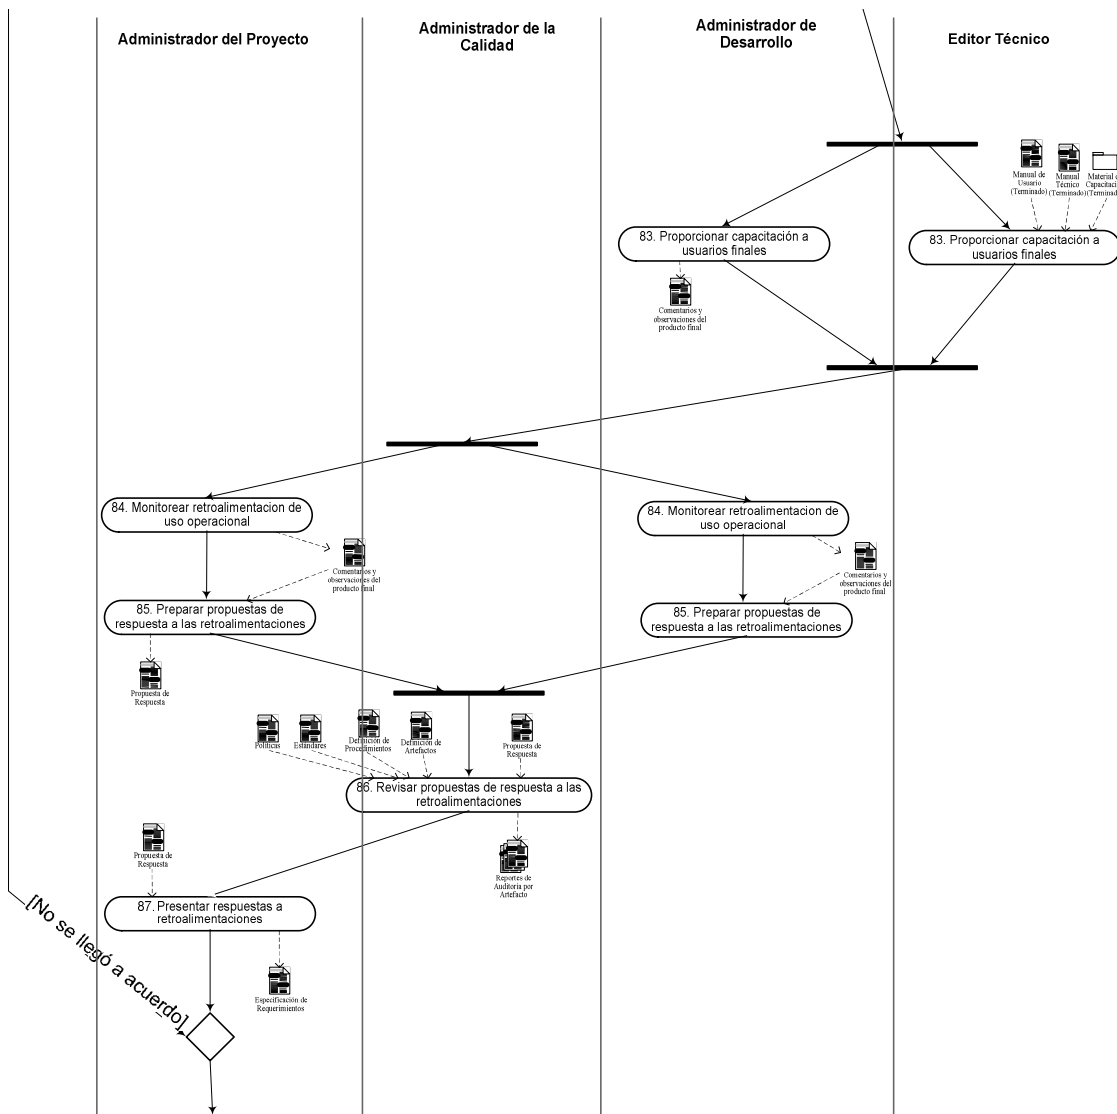 Administrador del Proyecto
Administrador de la
Calidad
Administrador de
Desarrollo
Editor Técnico
Manual de
Usuario
(Terminado)
Manual
Técnico
(Terminado)
Material d
Capacitaci
(Terminad
83. Proporcionar capacitación a
usuarios finales
83. Proporcionar capacitación a
usuarios finales
Comentarios y
observaciones del
producto final
84. Monitorear retroalimentacion de
uso operacional
84. Monitorear retroalimentacion de
uso operacional
Comentarios y
observaciones del
producto final
Comentarios y
observaciones del
producto final
85. Preparar propuestas de
respuesta a las retroalimentaciones
85. Preparar propuestas de
respuesta a las retroalimentaciones
Propuesta de
Respuesta
Políticas
Estándares
Definición de
Procedimientos
Definición de
Artefactos
Propuesta de
Respuesta
86. Revisar propuestas de respuesta a las
retroalimentaciones
Propuesta de
Respuesta
Reportes de
Auditoria por
Artefacto
87. Presentar respuestas a
retroalimentaciones
[No se llegó a acuerdo]
Especificación de
Requerimientos